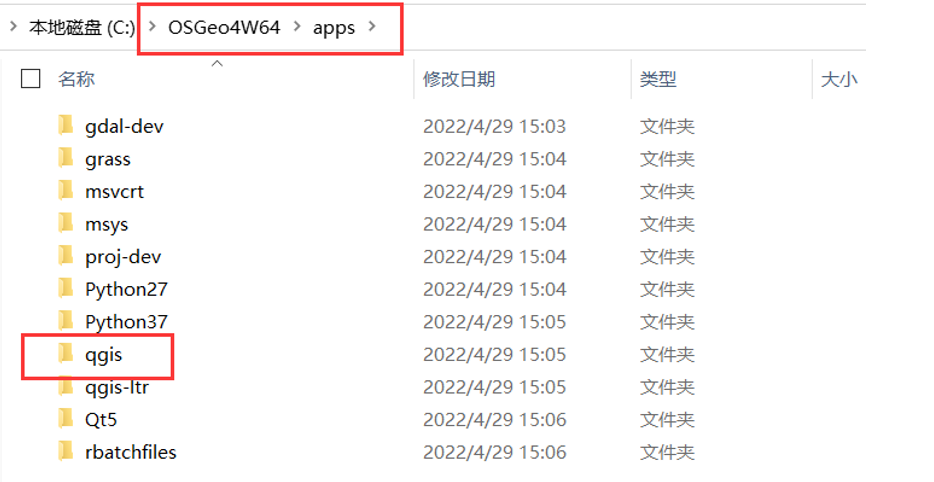 本地磁盘 (C:) > OSGeo4W64 > apps >
名称 修改日期 类型 大小
gdal-dev 2022/4/29 15:03 文件夹
grass 2022/4/29 15:04 文件夹
msvcrt 2022/4/29 15:04 文件夹
msys 2022/4/29 15:04 文件夹
proj-dev 2022/4/29 15:04 文件夹
Python27 2022/4/29 15:04 文件夹
Python37 2022/4/29 15:05 文件夹
qgis 2022/4/29 15:05 文件夹
qgis-ltr 2022/4/29 15:05 文件夹
Qt5 2022/4/29 15:06 文件夹
rbatchfiles 2022/4/29 15:06 文件夹